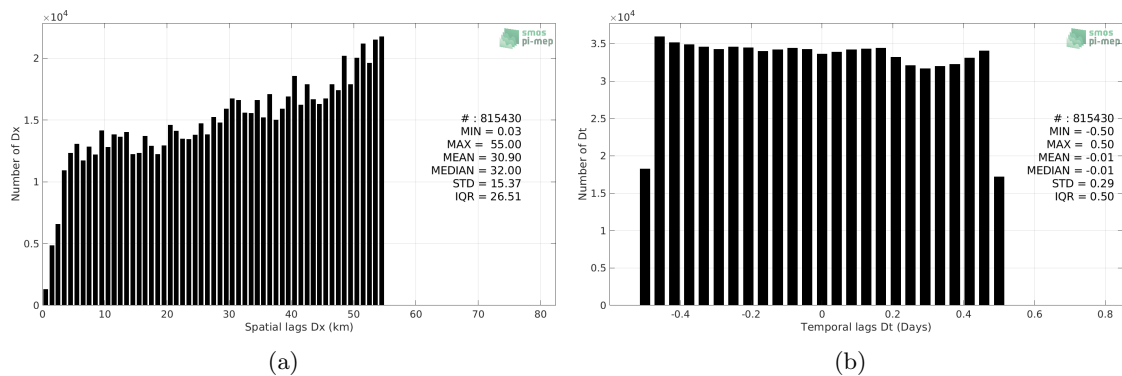 ×10⁴
smos
pi-mep
2
1.5
1
0.5
0
Number of Dx
# : 815430
MIN = 0.03
MAX = 55.00
MEAN = 30.90
MEDIAN = 32.00
STD = 15.37
IQR = 26.51
0 10 20 30 40 50 60 70 80
Spatial lags Dx (km)
(a)
×10⁴
smos
pi-mep
3.5
3
2.5
2
1.5
1
0.5
0
Number of Dt
# : 815430
MIN = -0.50
MAX = 0.50
MEAN = -0.01
MEDIAN = -0.01
STD = 0.29
IQR = 0.50
-0.4 -0.2 0 0.2 0.4 0.6 0.8
Temporal lags Dt (Days)
(b)